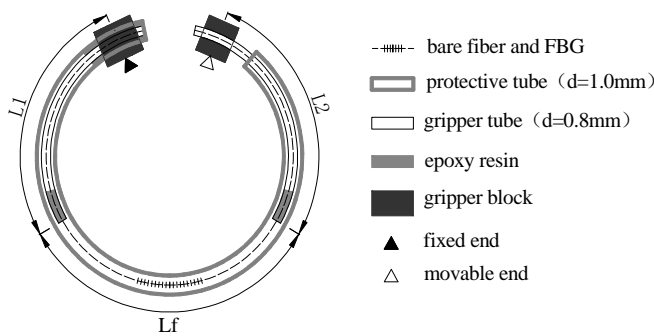 L1
L2
Lf
bare fiber and FBG
protective tube（d=1.0mm）
gripper tube（d=0.8mm）
epoxy resin
gripper block
fixed end
movable end